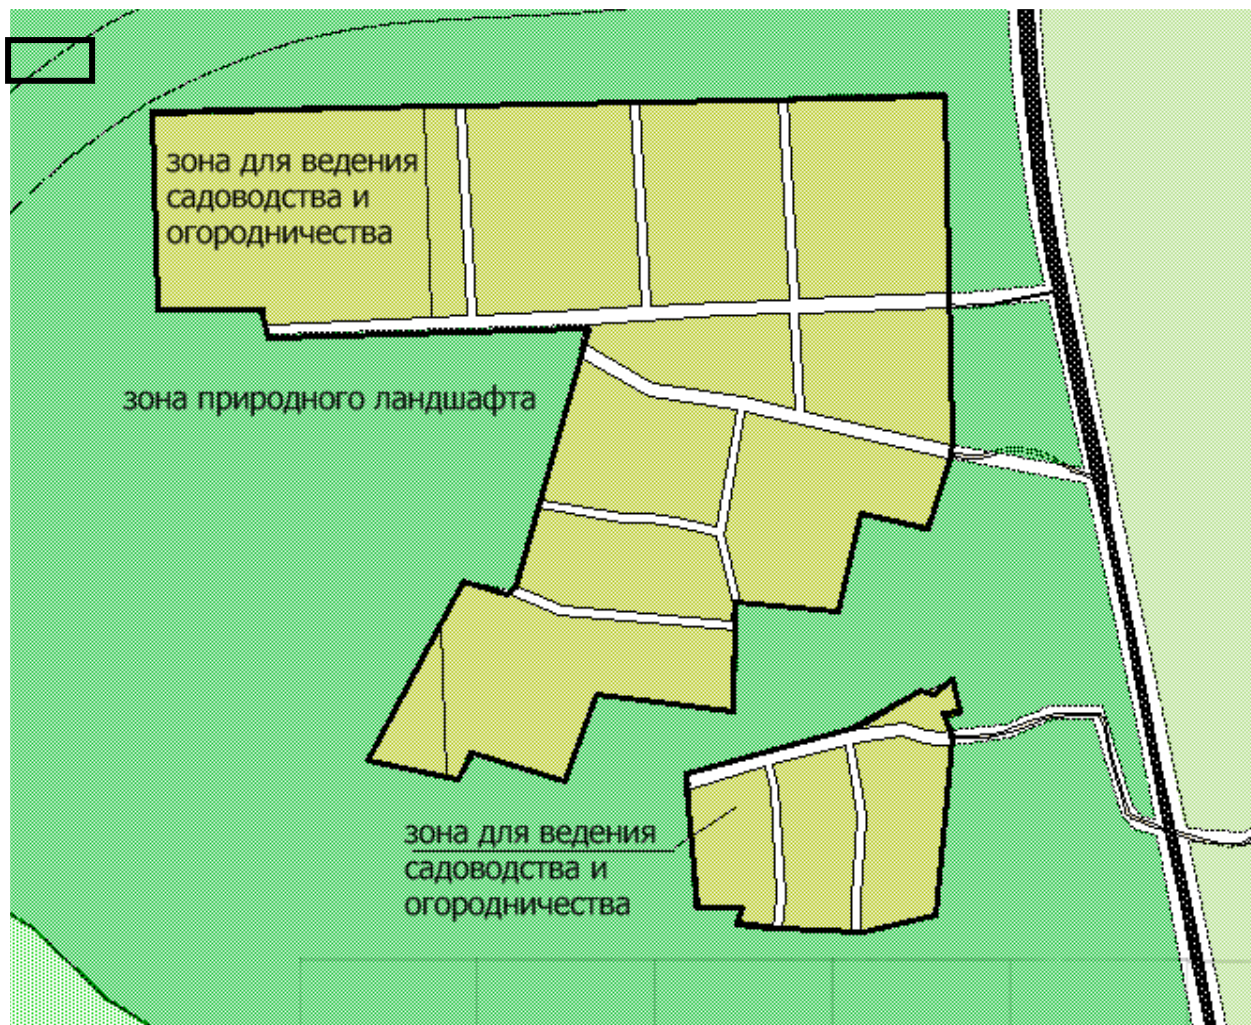 зона для ведения
садоводства и
огородничества
зона природного ландшафта
зона для ведения
садоводства и
огородничества